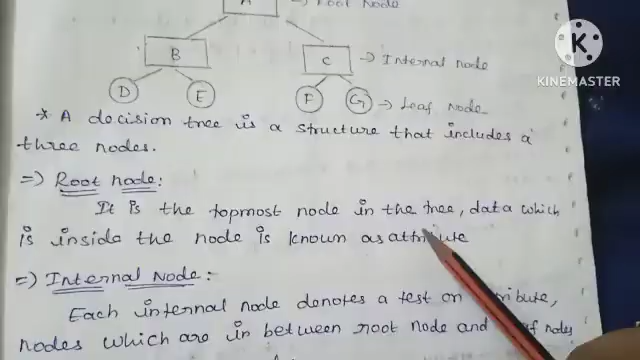 A -> Root Node
B
C -> Internal node
D E F G -> Leaf Node
KINEMASTER
* A decision tree is a structure that includes a
three nodes.
=> Root node:
It is the topmost node in the tree, data which
is inside the node is known as attribute
=> Internal Node:
Each internal node denotes a test on
nodes which are in between root node and nodes